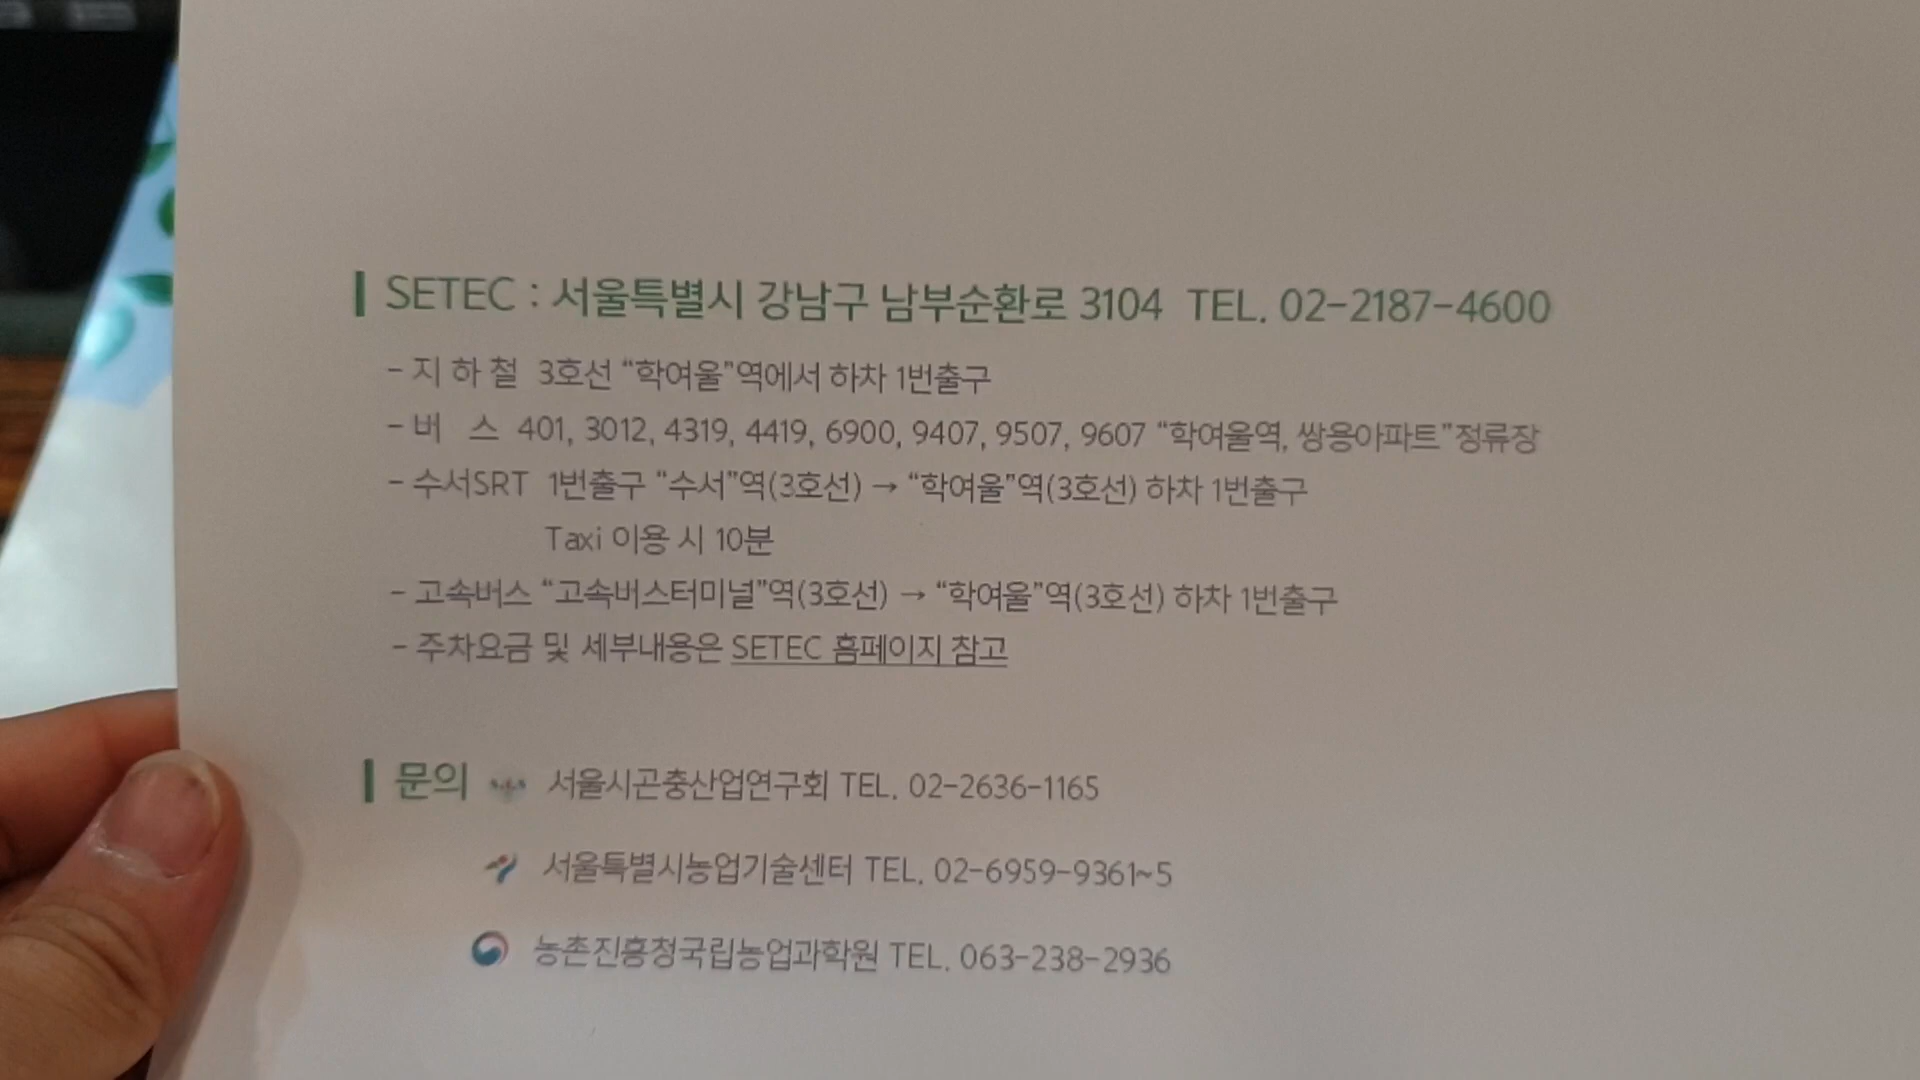 SETEC : 서울특별시 강남구 남부순환로 3104 TEL. 02-2187-4600
- 지 하 철 3호선 “학여울”역에서 하차 1번출구
- 버 스 401, 3012, 4319, 4419, 6900, 9407, 9507, 9607 “학여울역, 쌍용아파트”정류장
- 수서SRT 1번출구 “수서”역(3호선) → “학여울”역(3호선) 하차 1번출구
Taxi 이용 시 10분
- 고속버스 “고속버스터미널”역(3호선) → “학여울”역(3호선) 하차 1번출구
- 주차요금 및 세부내용은 SETEC 홈페이지 참고
문의 서울시곤충산업연구회 TEL. 02-2636-1165
서울특별시농업기술센터 TEL. 02-6959-9361~5
농촌진흥청국립농업과학원 TEL. 063-238-2936